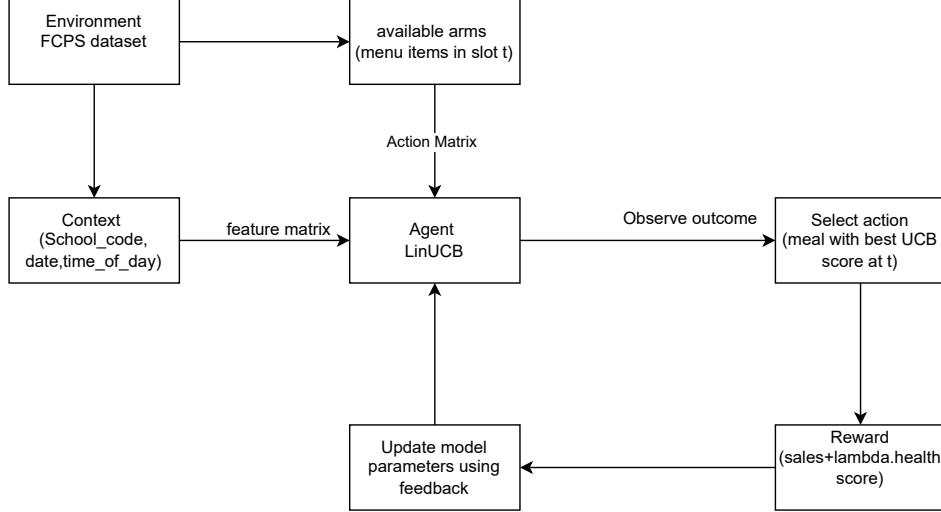 Environment
FCPS dataset
available arms
(menu items in slot t)
Action Matrix
Context
(School_code,
date,time_of_day)
feature matrix
Agent
LinUCB
Observe outcome
Select action
(meal with best UCB
score at t)
Update model
parameters using
feedback
Reward
(sales+lambda.health
score)